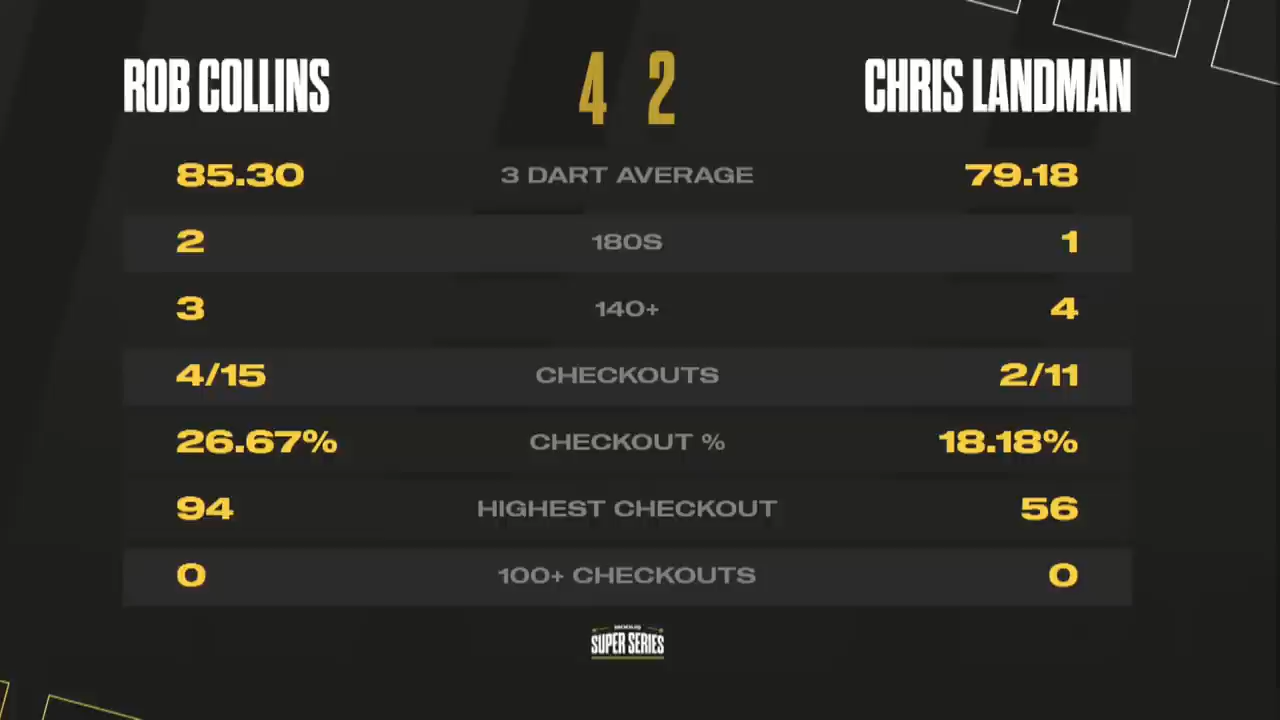 ROB COLLINS 4 2 CHRIS LANDMAN
85.30 3 DART AVERAGE 79.18
2 180S 1
3 140+ 4
4/15 CHECKOUTS 2/11
26.67% CHECKOUT % 18.18%
94 HIGHEST CHECKOUT 56
0 100+ CHECKOUTS 0
MODUS
SUPER SERIES